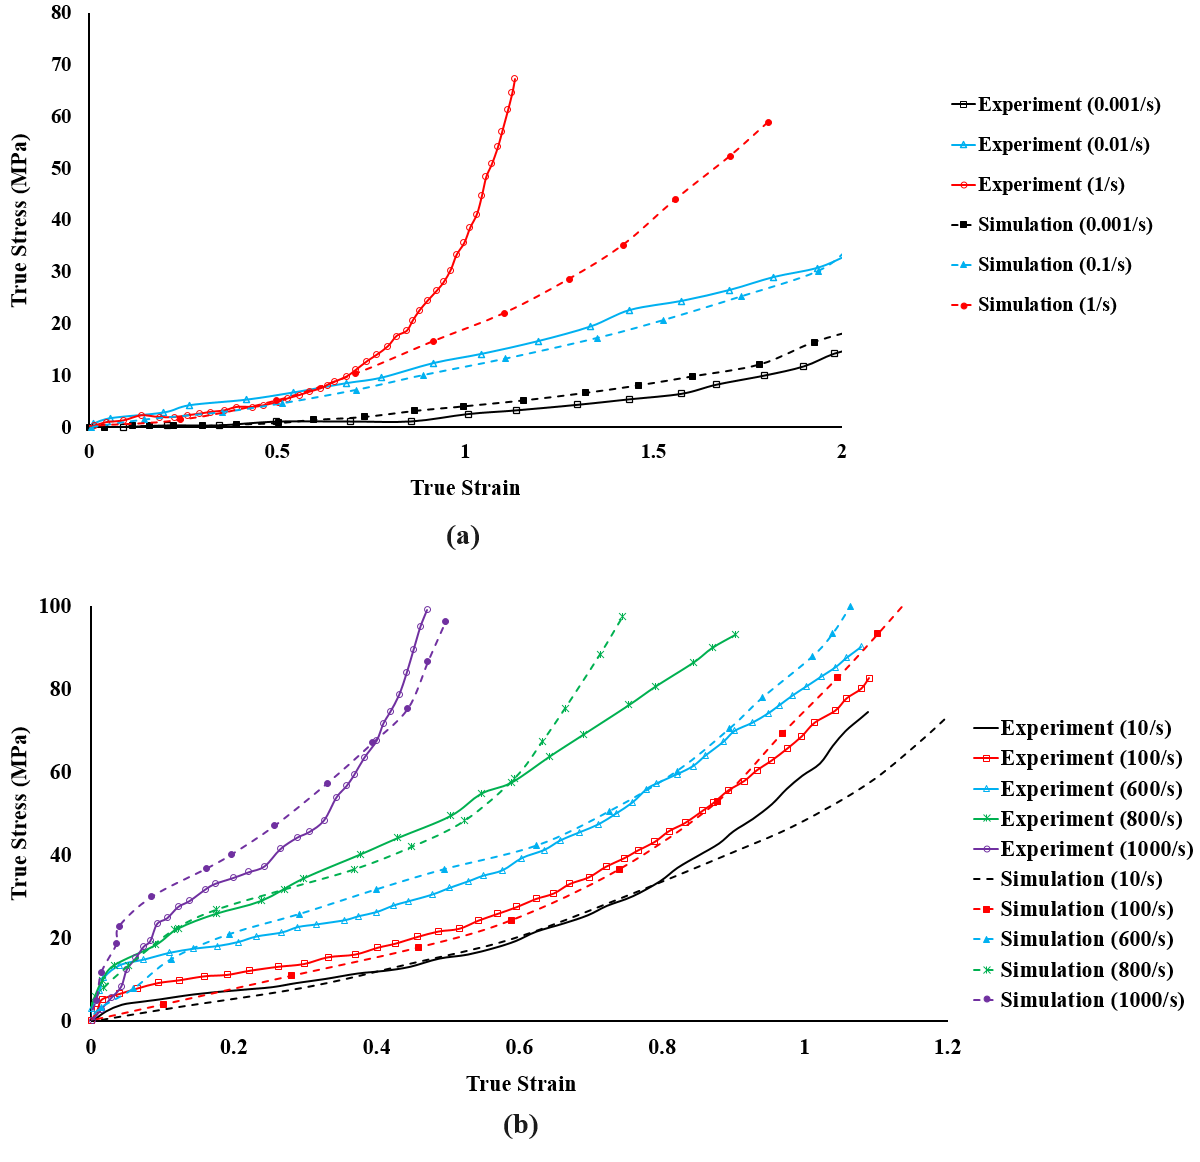 80
70
60
50
40
30
20
10
0
True Stress (MPa)
0
0.5
1
1.5
2
True Strain
Experiment (0.001/s)
Experiment (0.01/s)
Experiment (1/s)
Simulation (0.001/s)
Simulation (0.1/s)
Simulation (1/s)
(a)
100
80
60
40
20
0
True Stress (MPa)
0
0.2
0.4
0.6
0.8
1
1.2
True Strain
Experiment (10/s)
Experiment (100/s)
Experiment (600/s)
Experiment (800/s)
Experiment (1000/s)
Simulation (10/s)
Simulation (100/s)
Simulation (600/s)
Simulation (800/s)
Simulation (1000/s)
(b)